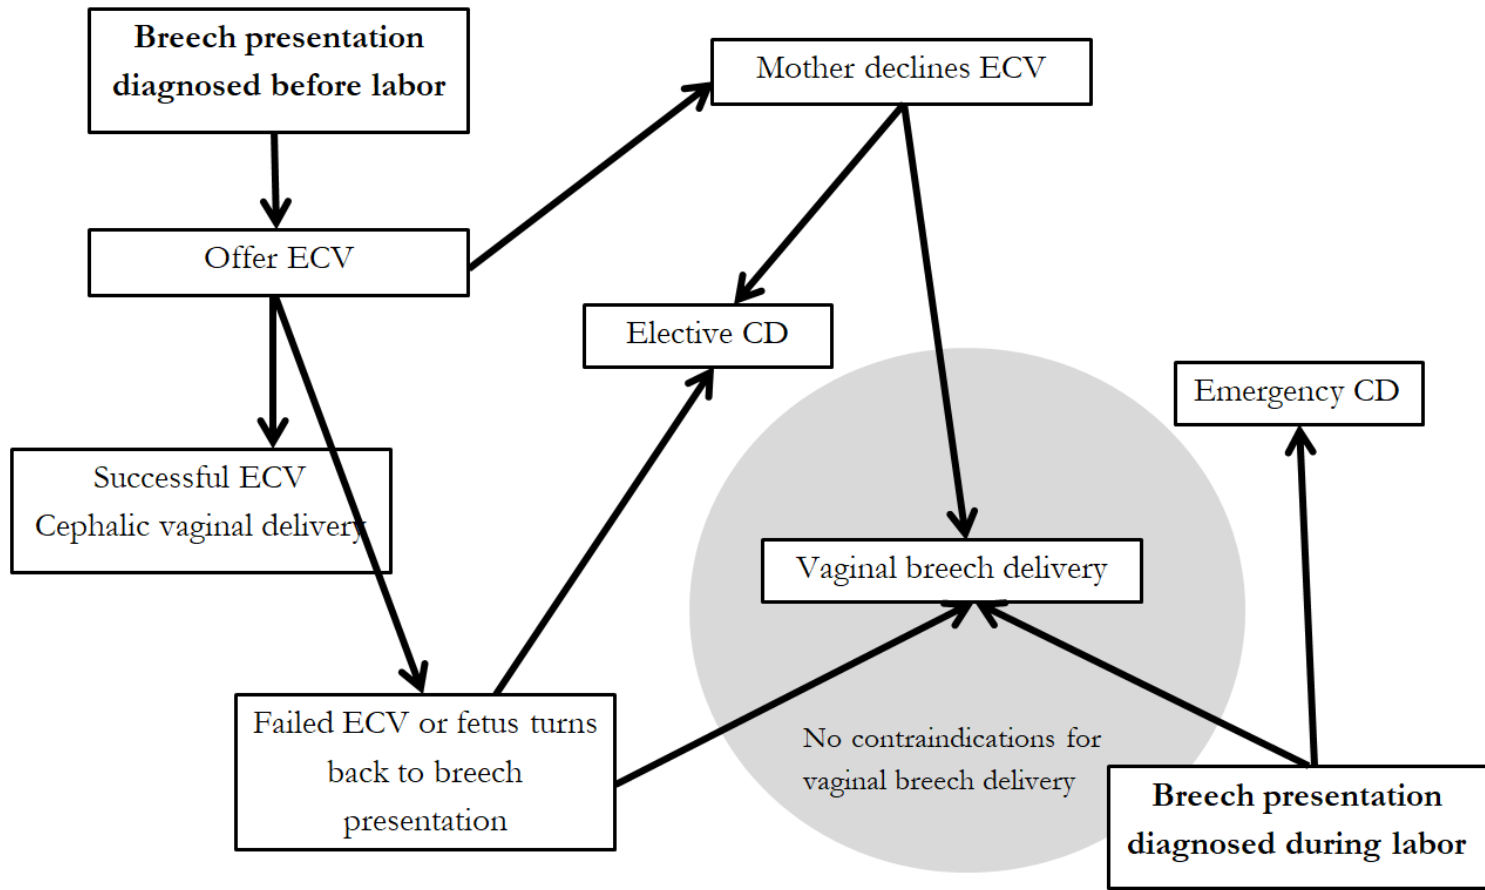 Breech presentation
diagnosed before labor
Mother declines ECV
Offer ECV
Elective CD
Emergency CD
Successful ECV
Cephalic vaginal delivery
Vaginal breech delivery
Failed ECV or fetus turns
back to breech
presentation
No contraindications for
vaginal breech delivery
Breech presentation
diagnosed during labor